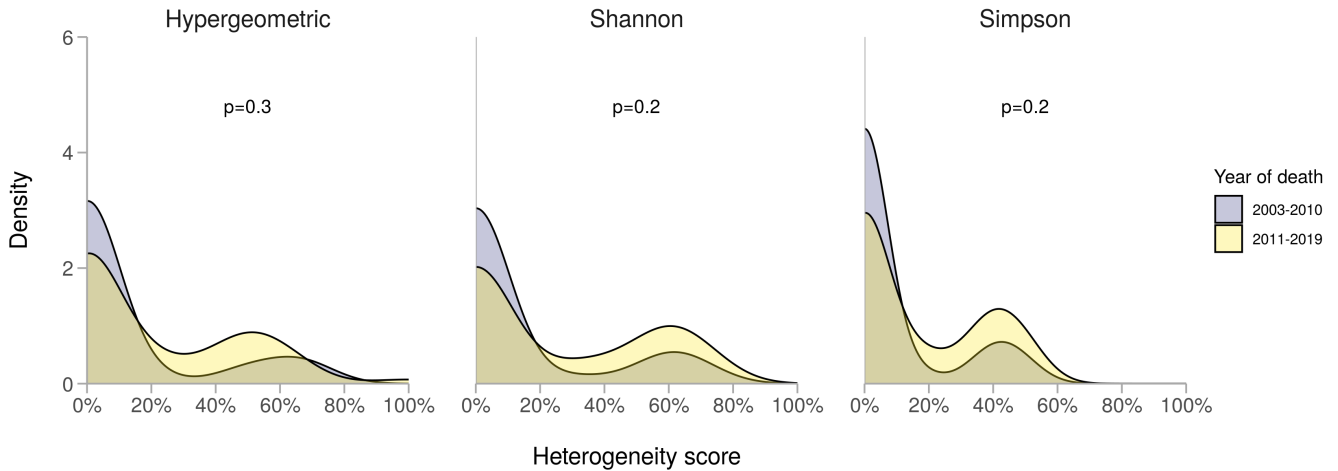 Hypergeometric
Shannon
Simpson
Density
6
4
2
0
p=0.3
p=0.2
p=0.2
0% 20% 40% 60% 80% 100%
0% 20% 40% 60% 80% 100%
0% 20% 40% 60% 80% 100%
Heterogeneity score
Year of death
2003-2010
2011-2019